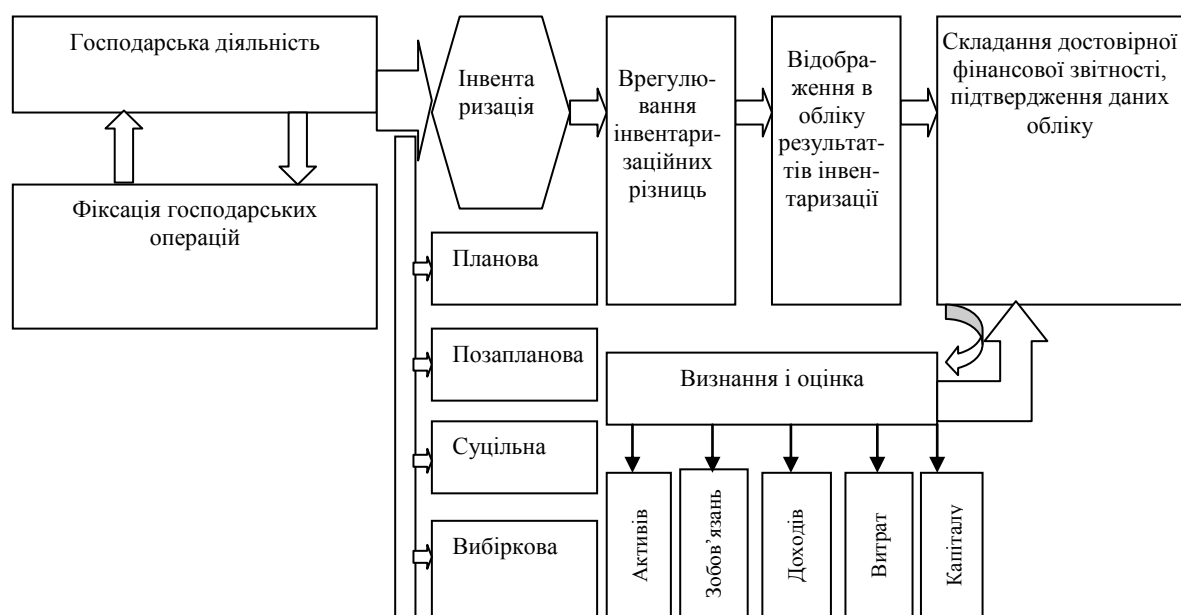 Господарська діяльність
Фіксація господарських
операцій
Інвента
ризація
Планова
Позапланова
Суцільна
Вибіркова
Врегулю-
вання
інвентари-
заційних
різниць
Відобра-
ження в
обліку
результат-
тів інвен-
таризації
Складання достовірної
фінансової звітності,
підтвердження даних
обліку
Визнання і оцінка
Активів
Зобов’язань
Доходів
Витрат
Капіталу